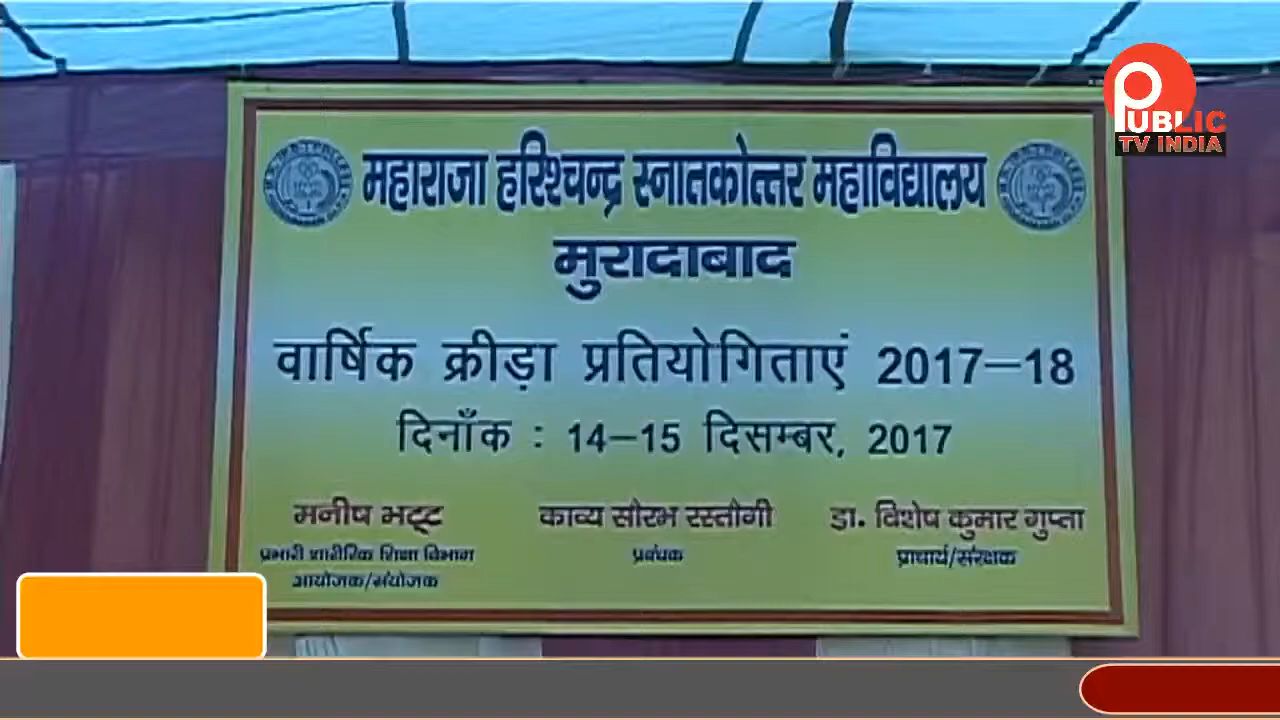 PUBLIC
TV INDIA
महाराजा हरिश्चन्द्र स्नातकोत्तर महाविद्यालय
मुरादाबाद
वार्षिक क्रीड़ा प्रतियोगिताएं 2017–18
दिनाँक : 14–15 दिसम्बर, 2017
मनीष भट्ट काव्य सौरभ रस्तौगी डा. विशेष कुमार गुप्ता
प्रभारी शारीरिक शिक्षा विभाग प्रबंधक प्राचार्य/संरक्षक
आयोजक/संयोजक